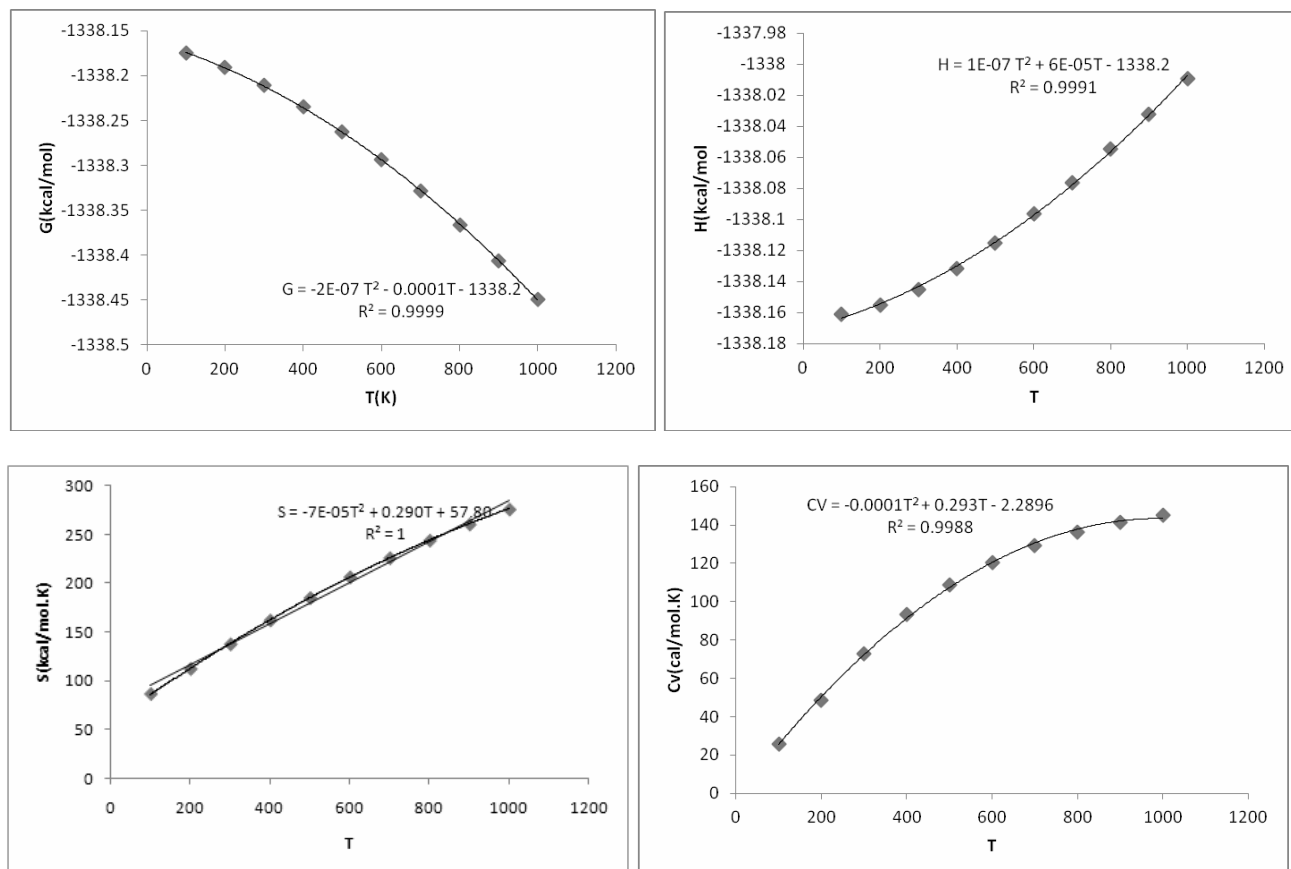 -1338.15
-1338.2
-1338.25
-1338.3
-1338.35
-1338.4
-1338.45
-1338.5
G(kcal/mol)
G = -2E-07 T² - 0.0001T - 1338.2
R² = 0.9999
0 200 400 600 800 1000 1200
T(K)
-1337.98
-1338
-1338.02
-1338.04
-1338.06
-1338.08
-1338.1
-1338.12
-1338.14
-1338.16
-1338.18
H(kcal/mol
H = 1E-07 T² + 6E-05T - 1338.2
R² = 0.9991
0 200 400 600 800 1000 1200
T
300
250
200
150
100
50
0
S(kcal/mol.K)
S = -7E-05T² + 0.290T + 57.80
R² = 1
0 200 400 600 800 1000 1200
T
160
140
120
100
80
60
40
20
0
Cv(cal/mol.K)
CV = -0.0001T² + 0.293T - 2.2896
R² = 0.9988
0 200 400 600 800 1000 1200
T